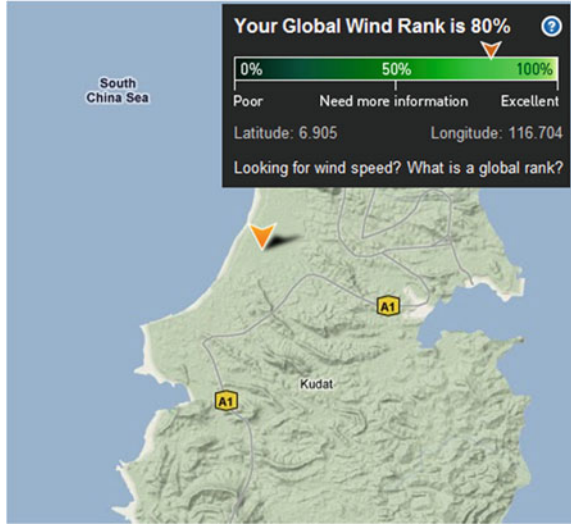 Your Global Wind Rank is 80%
?
0% 50% 100%
Poor Need more information Excellent
Latitude: 6.905 Longitude: 116.704
Looking for wind speed? What is a global rank?
South
China Sea
A1
Kudat
A1